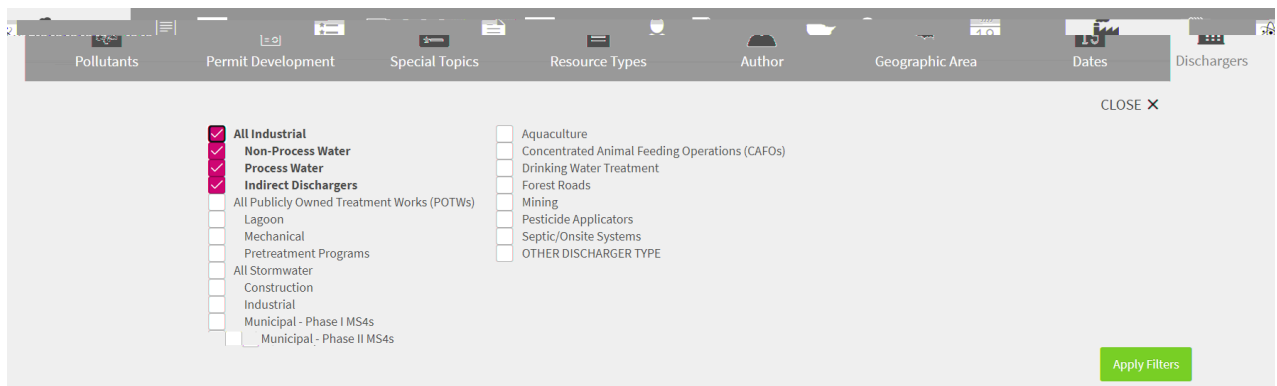 Pollutants Permit Development Special Topics Resource Types Author Geographic Area Dates Dischargers
CLOSE ✕
All Industrial
Non-Process Water
Process Water
Indirect Dischargers
All Publicly Owned Treatment Works (POTWs)
Lagoon
Mechanical
Pretreatment Programs
All Stormwater
Construction
Industrial
Municipal - Phase I MS4s
Municipal - Phase II MS4s
Aquaculture
Concentrated Animal Feeding Operations (CAFOs)
Drinking Water Treatment
Forest Roads
Mining
Pesticide Applicators
Septic/Onsite Systems
OTHER DISCHARGER TYPE
Apply Filters